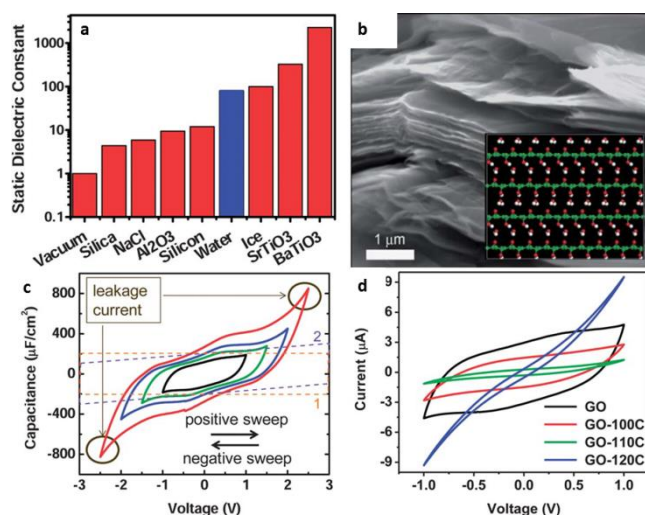 a
Static Dielectric Constant
1000
100
10
1
0.1
Vacuum
Silica
NaCl
Al2O3
Silicon
Water
Ice
SrTiO3
BaTiO3
b
1 μm
c
Capacitance (μF/cm²)
800
400
0
-400
-800
leakage
current
2
1
positive sweep
negative sweep
-3 -2 -1 0 1 2 3
Voltage (V)
d
Current (μA)
9
6
3
0
-3
-6
-9
GO
GO-100C
GO-110C
GO-120C
-1.0 -0.5 0.0 0.5 1.0
Voltage (V)